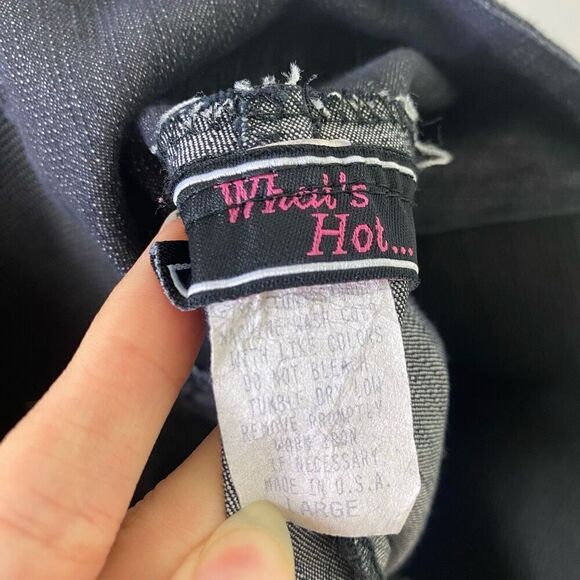 What's
Hot...
WASH COLD
WITH LIKE COLORS
DO NOT BLEACH
TUMBLE DRY LOW
REMOVE PROMPTLY
WARM IRON
IF NECESSARY
MADE IN U.S.A.
LARGE